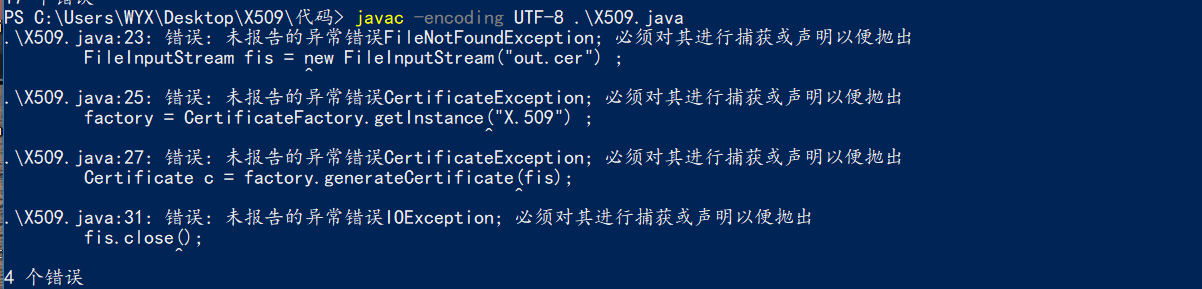 17 个错误
PS C:\Users\WYX\Desktop\X509\代码> javac -encoding UTF-8 .\X509.java
.\X509.java:23: 错误: 未报告的异常错误FileNotFoundException; 必须对其进行捕获或声明以便抛出
        FileInputStream fis = new FileInputStream("out.cer") ;
                              ^
.\X509.java:25: 错误: 未报告的异常错误CertificateException; 必须对其进行捕获或声明以便抛出
        factory = CertificateFactory.getInstance("X.509") ;
                                                ^
.\X509.java:27: 错误: 未报告的异常错误CertificateException; 必须对其进行捕获或声明以便抛出
        Certificate c = factory.generateCertificate(fis);
                                                   ^
.\X509.java:31: 错误: 未报告的异常错误IOException; 必须对其进行捕获或声明以便抛出
        fis.close();
                 ^
4 个错误